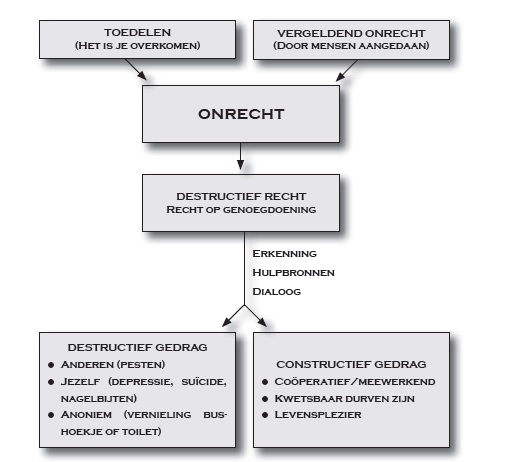 TOEDELEN
(HET IS JE OVERKOMEN)
VERGELDEND ONRECHT
(DOOR MENSEN AANGEDAAN)
ONRECHT
DESTRUCTIEF RECHT
RECHT OP GENOEGDOENING
ERKENNING
HULPBRONNEN
DIALOOG
DESTRUCTIEF GEDRAG
• ANDEREN (PESTEN)
• JEZELF (DEPRESSIE, SUÏCIDE,
NAGELBIJTEN)
• ANONIEM (VERNIELING BUS-
HOEKJE OF TOILET)
CONSTRUCTIEF GEDRAG
• COÖPERATIEF/MEEWERKEND
• KWETSBAAR DURVEN ZIJN
• LEVENSPLEZIER